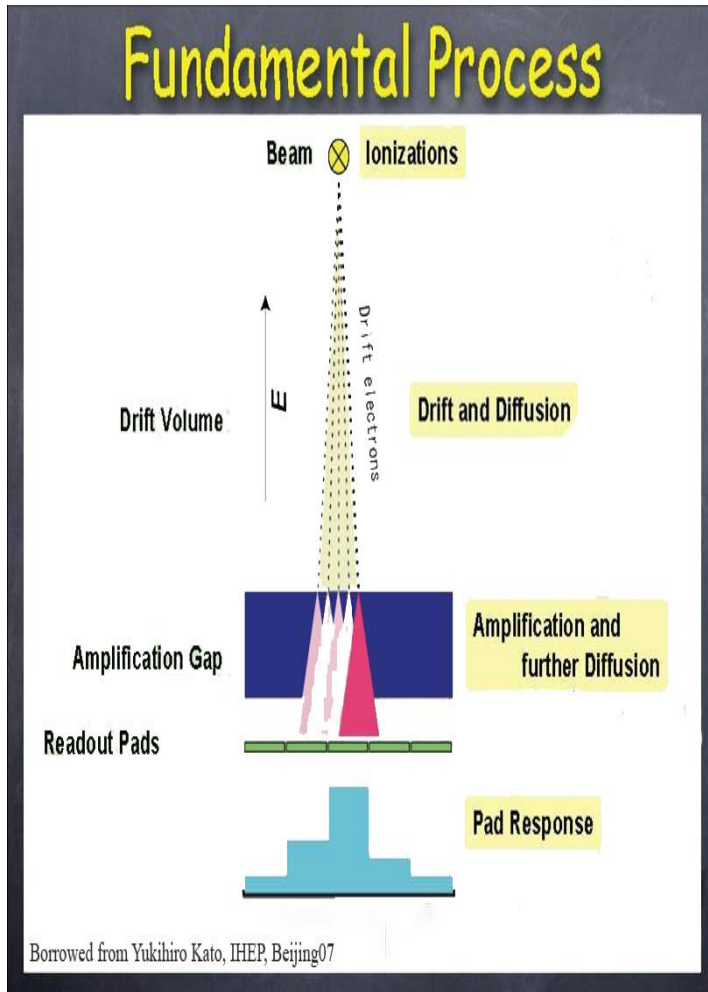 Fundamental Process
Beam Ionizations
E
Drift electrons
Drift Volume
Drift and Diffusion
Amplification and
further Diffusion
Amplification Gap
Readout Pads
Pad Response
Borrowed from Yukihiro Kato, IHEP, Beijing07